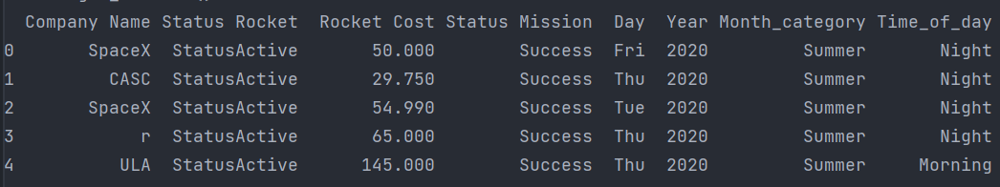 Company Name Status Rocket Rocket Cost Status Mission Day Year Month_category Time_of_day
0 SpaceX StatusActive 50.000 Success Fri 2020 Summer Night
1 CASC StatusActive 29.750 Success Thu 2020 Summer Night
2 SpaceX StatusActive 54.990 Success Tue 2020 Summer Night
3 r StatusActive 65.000 Success Thu 2020 Summer Night
4 ULA StatusActive 145.000 Success Thu 2020 Summer Morning